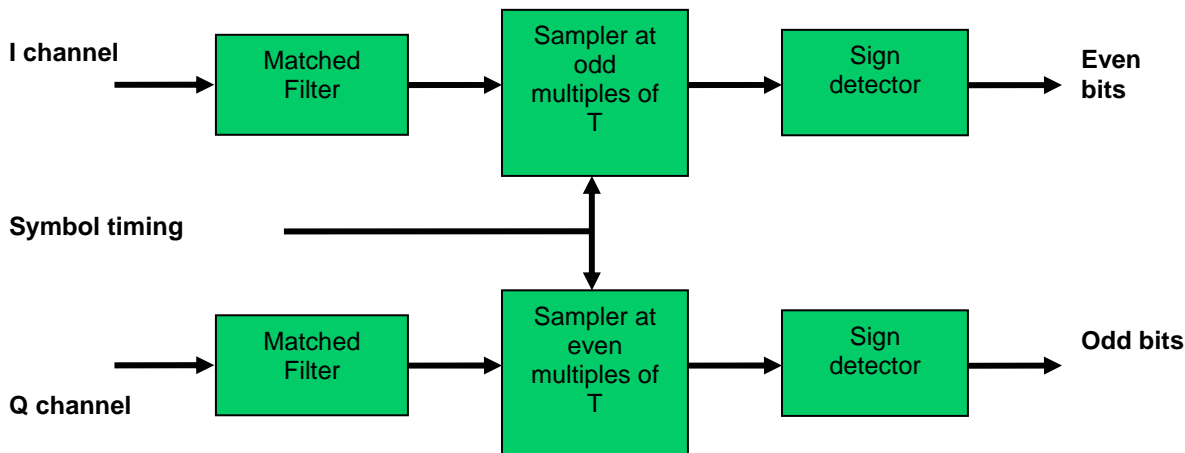 I channel
Matched
Filter
Sampler at
odd
multiples of
T
Sign
detector
Even
bits
Symbol timing
Q channel
Matched
Filter
Sampler at
even
multiples of
T
Sign
detector
Odd bits